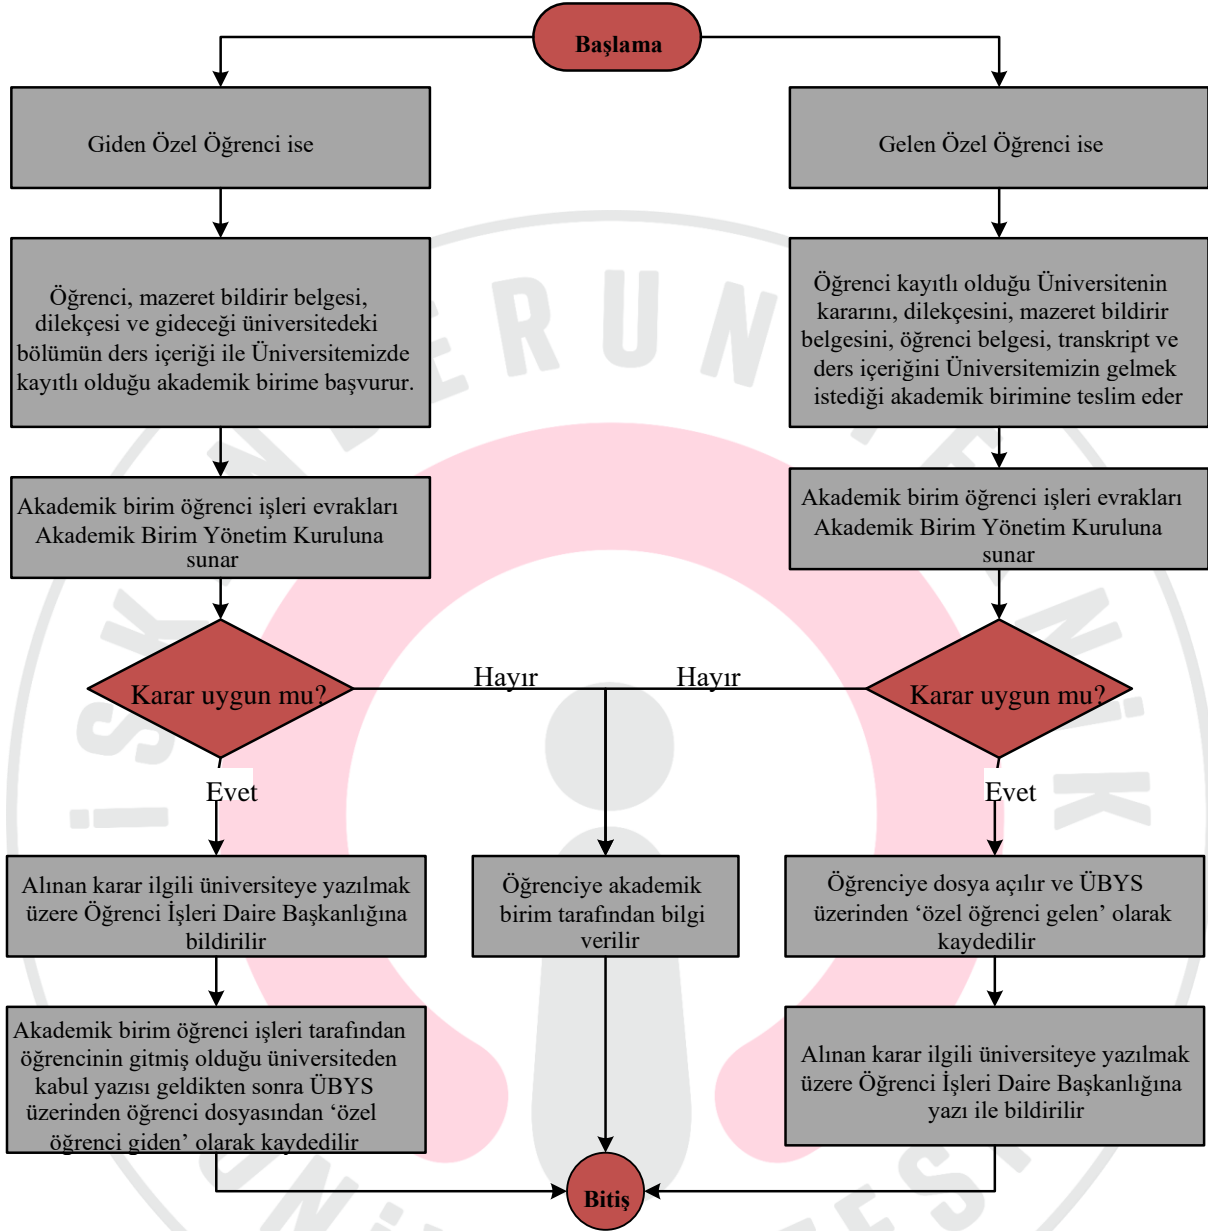 Başlama
Giden Özel Öğrenci ise
Gelen Özel Öğrenci ise
Öğrenci, mazeret bildirir belgesi,
dilekçesi ve gideceği üniversitedeki
bölümün ders içeriği ile Üniversitemizde
kayıtlı olduğu akademik birime başvurur.
Öğrenci kayıtlı olduğu Üniversitenin
kararını, dilekçesini, mazeret bildirir
belgesini, öğrenci belgesi, transkript ve
ders içeriğini Üniversitemizin gelmek
istediği akademik birimine teslim eder
Akademik birim öğrenci işleri evrakları
Akademik Birim Yönetim Kuruluna
sunar
Akademik birim öğrenci işleri evrakları
Akademik Birim Yönetim Kuruluna
sunar
Karar uygun mu?
Hayır
Hayır
Karar uygun mu?
Evet
Evet
Alınan karar ilgili üniversiteye yazılmak
üzere Öğrenci İşleri Daire Başkanlığına
bildirilir
Öğrenciye akademik
birim tarafından bilgi
verilir
Öğrenciye dosya açılır ve ÜBYS
üzerinden ‘özel öğrenci gelen’ olarak
kaydedilir
Akademik birim öğrenci işleri tarafından
öğrencinin gitmiş olduğu üniversiteden
kabul yazısı geldikten sonra ÜBYS
üzerinden öğrenci dosyasından ‘özel
öğrenci giden’ olarak kaydedilir
Alınan karar ilgili üniversiteye yazılmak
üzere Öğrenci İşleri Daire Başkanlığına
yazı ile bildirilir
Bitiş